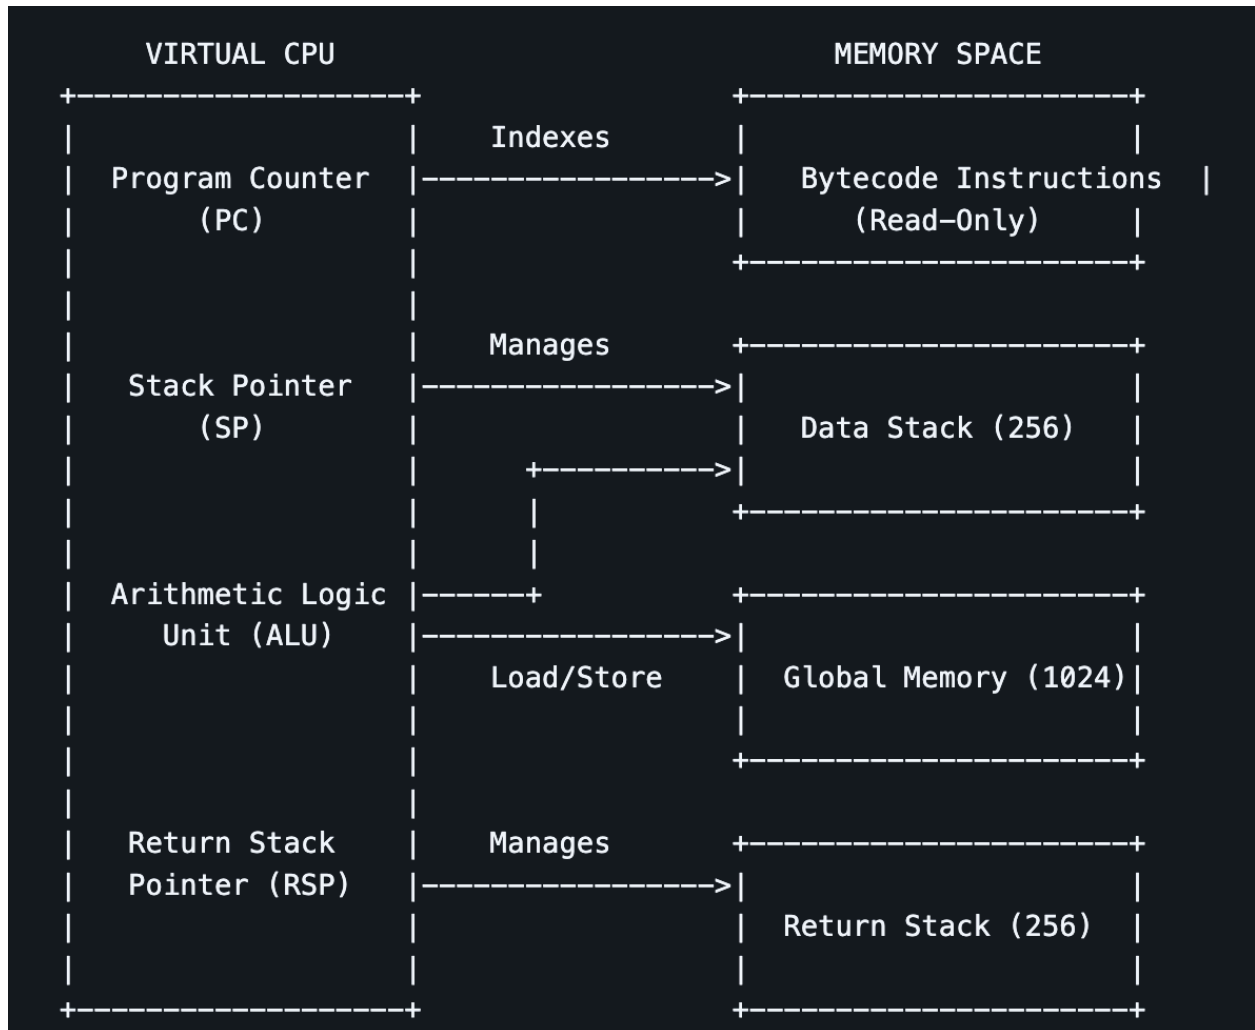 VIRTUAL CPU                             MEMORY SPACE
+-------------------+                  +----------------------+
|                   |    Indexes       |                      |
|  Program Counter  |----------------->|   Bytecode Instructions  |
|       (PC)        |                  |      (Read-Only)     |
|                   |                  +----------------------+
|                   |
|                   |    Manages       +----------------------+
|   Stack Pointer   |----------------->|                      |
|       (SP)        |                  |   Data Stack (256)   |
|                   |      +---------->|                      |
|                   |      |           +----------------------+
|                   |      |
|  Arithmetic Logic |------+           +----------------------+
|     Unit (ALU)    |----------------->|                      |
|                   |    Load/Store    |  Global Memory (1024)|
|                   |                  |                      |
|                   |                  +----------------------+
|                   |
|   Return Stack    |    Manages       +----------------------+
|   Pointer (RSP)   |----------------->|                      |
|                   |                  |  Return Stack (256)  |
|                   |                  |                      |
+-------------------+                  +----------------------+